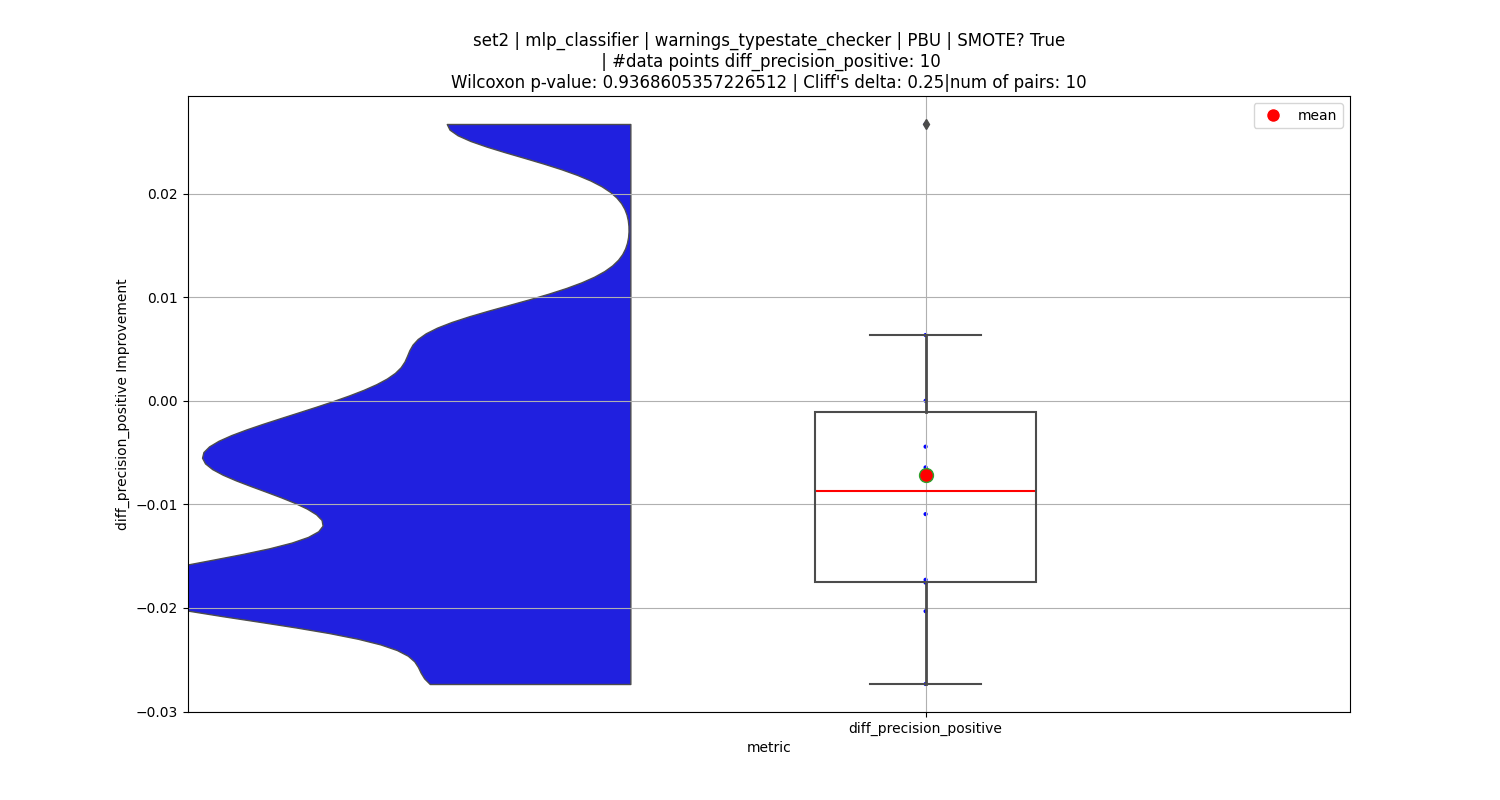 set2 | mlp_classifier | warnings_typestate_checker | PBU | SMOTE? True
| #data points diff_precision_positive: 10
Wilcoxon p-value: 0.9368605357226512 | Cliff's delta: 0.25|num of pairs: 10
mean
0.02
0.01
0.00
−0.01
−0.02
−0.03
diff_precision_positive Improvement
diff_precision_positive
metric